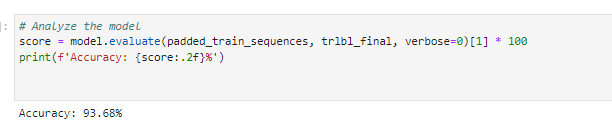 ]:
# Analyze the model
score = model.evaluate(padded_train_sequences, trlbl_final, verbose=0)[1] * 100
print(f'Accuracy: {score:.2f}%')
Accuracy: 93.68%